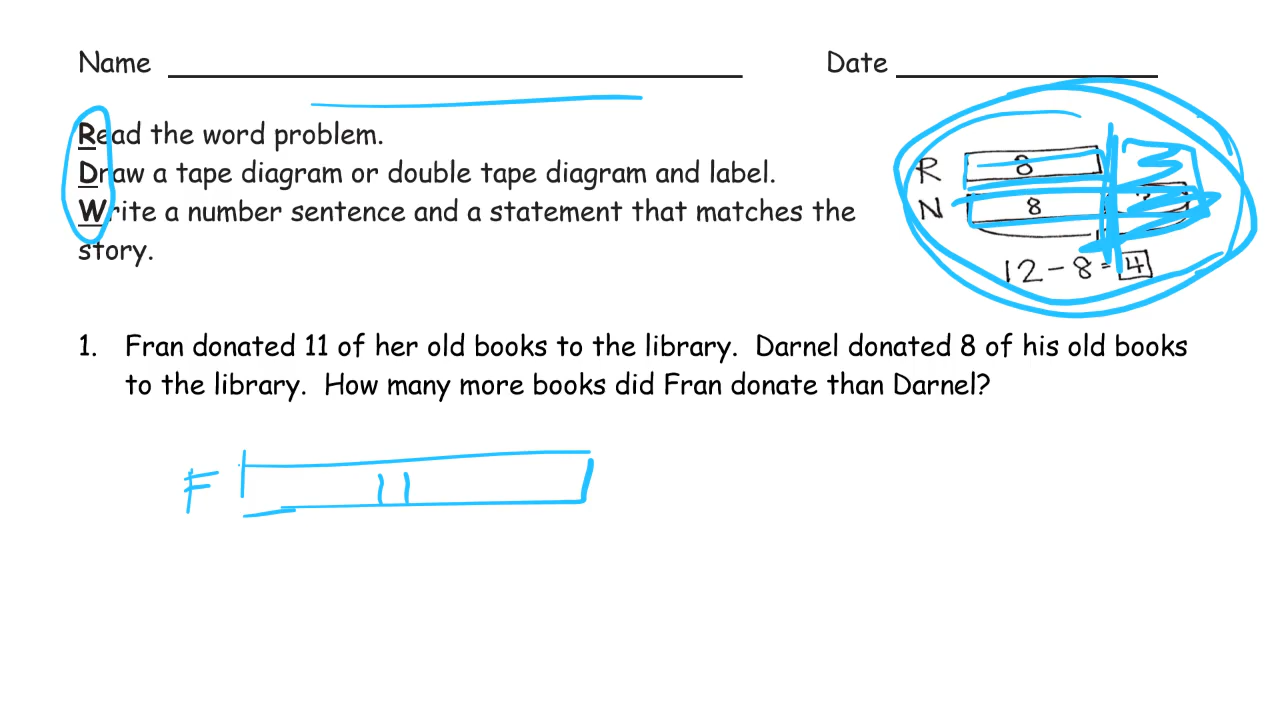 Name Date
Read the word problem.
Draw a tape diagram or double tape diagram and label.
Write a number sentence and a statement that matches the
story.
R 8
N 8
12 - 8 = 4
1. Fran donated 11 of her old books to the library. Darnel donated 8 of his old books
to the library. How many more books did Fran donate than Darnel?
F 11